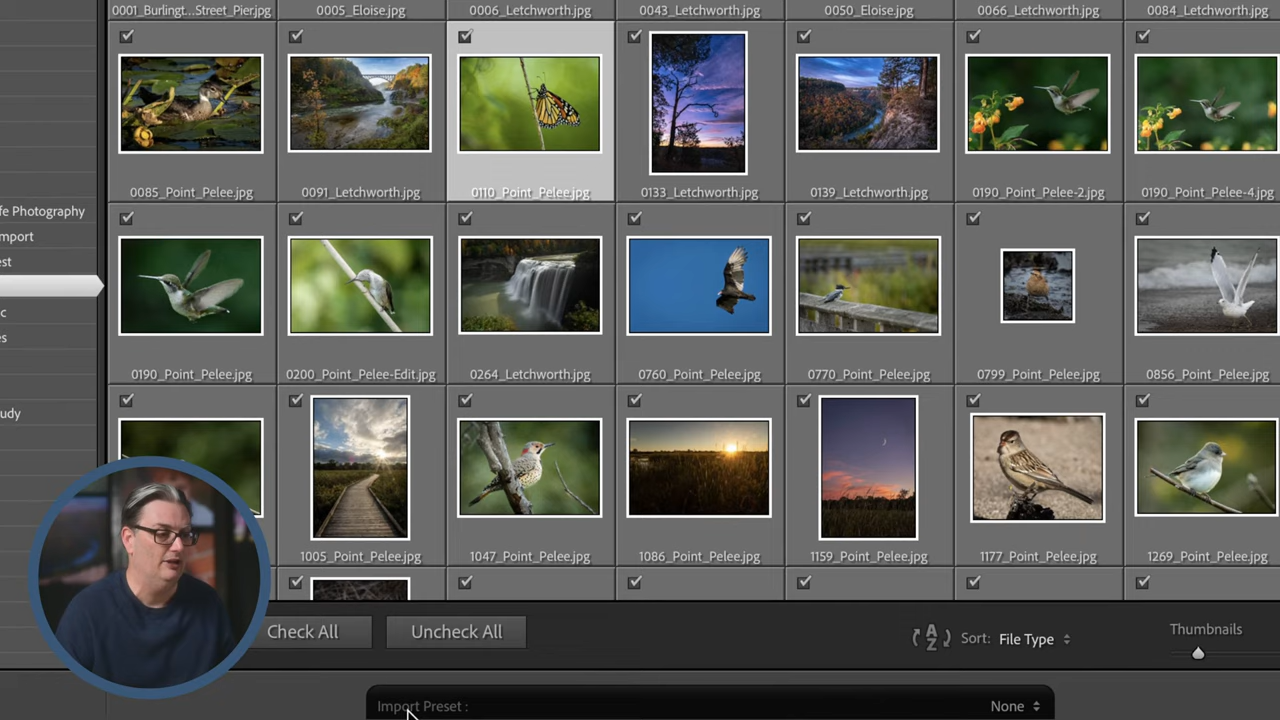 0001_Burlingt...Street_Pier.jpg
0005_Eloise.jpg
0006_Letchworth.jpg
0043_Letchworth.jpg
0050_Eloise.jpg
0066_Letchworth.jpg
0084_Letchworth.jpg
0085_Point_Pelee.jpg
0091_Letchworth.jpg
0110_Point_Pelee.jpg
0133_Letchworth.jpg
0139_Letchworth.jpg
0190_Point_Pelee-2.jpg
0190_Point_Pelee-4.jpg
fe Photography
mport
est
c
es
udy
0190_Point_Pelee.jpg
0200_Point_Pelee-Edit.jpg
0264_Letchworth.jpg
0760_Point_Pelee.jpg
0770_Point_Pelee.jpg
0799_Point_Pelee.jpg
0856_Point_Pelee.jpg
1005_Point_Pelee.jpg
1047_Point_Pelee.jpg
1086_Point_Pelee.jpg
1159_Point_Pelee.jpg
1177_Point_Pelee.jpg
1269_Point_Pelee.jpg
Check All
Uncheck All
A
Z
Sort: File Type
Thumbnails
Import Preset :
None